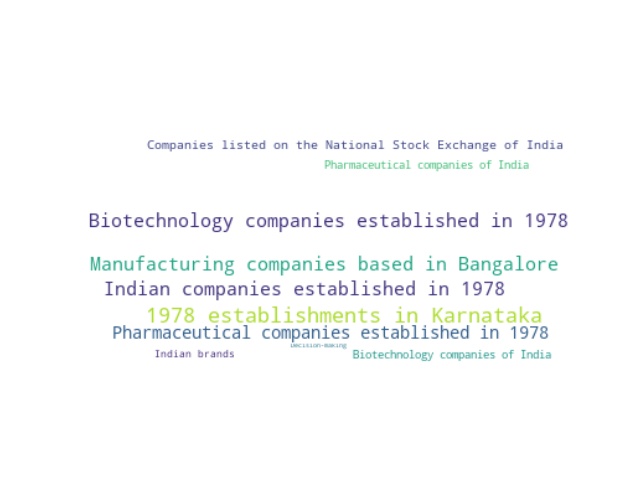 Companies listed on the National Stock Exchange of India
Pharmaceutical companies of India
Biotechnology companies established in 1978
Manufacturing companies based in Bangalore
Indian companies established in 1978
1978 establishments in Karnataka
Pharmaceutical companies established in 1978
Decision-making
Indian brands
Biotechnology companies of India